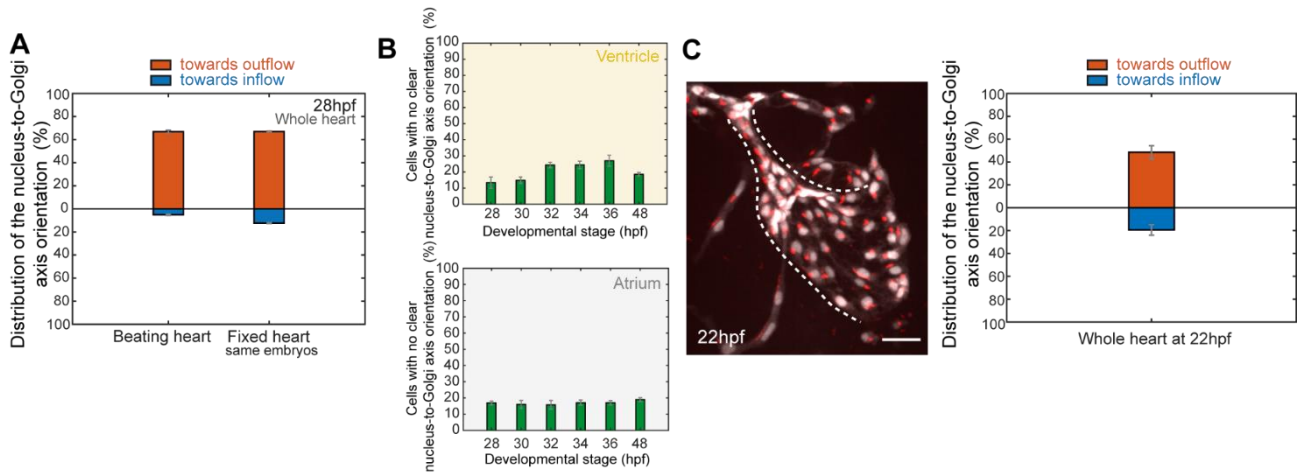 A
towards outflow
towards inflow
Distribution of the nucleus-to-Golgi
axis orientation (%)
100
80
60
40
20
0
20
40
60
80
100
28hpf
Whole heart
Beating heart
Fixed heart
same embryos
B
Cells with no clear
nucleus-to-Golgi axis orientation (%)
100
90
80
70
60
50
40
30
20
10
0
Ventricle
28 30 32 34 36 48
Developmental stage (hpf)
Cells with no clear
nucleus-to-Golgi axis orientation (%)
100
90
80
70
60
50
40
30
20
10
0
Atrium
28 30 32 34 36 48
Developmental stage (hpf)
C
22hpf
towards outflow
towards inflow
Distribution of the nucleus-to-Golgi
axis orientation (%)
100
80
60
40
20
0
20
40
60
80
100
Whole heart at 22hpf